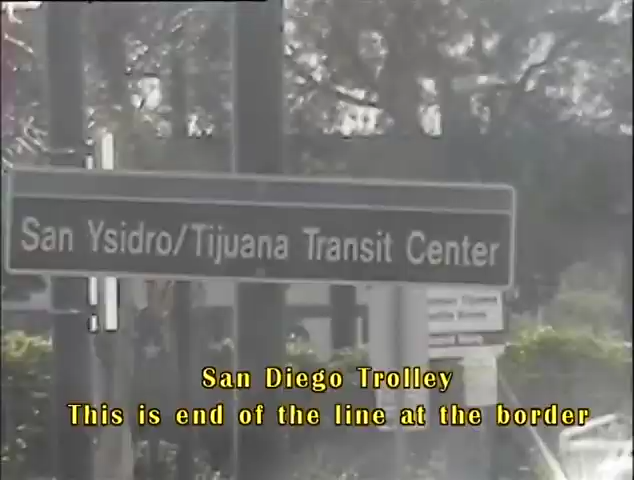 San Ysidro/Tijuana Transit Center
San Diego Trolley
This is end of the line at the border